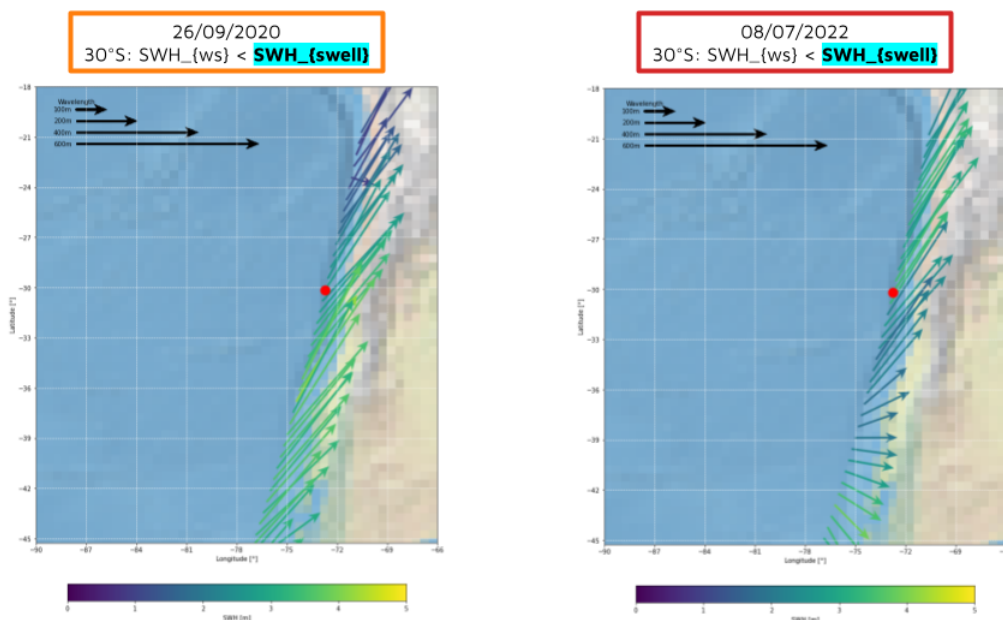 26/09/2020
30°S: SWH_{ws} < SWH_{swell}
08/07/2022
30°S: SWH_{ws} < SWH_{swell}
Wavelength
100m
200m
400m
600m
−18
−21
−24
−27
−30
−33
−36
−39
−42
−45
Latitude [°]
−90
−87
−84
−81
−78
−75
−72
−69
−66
Longitude [°]
0
1
2
3
4
5
SWH [m]
Wavelength
100m
200m
400m
600m
−18
−21
−24
−27
−30
−33
−36
−39
−42
−45
Latitude [°]
−90
−87
−84
−81
−78
−75
−72
−69
−66
Longitude [°]
0
1
2
3
4
5
SWH [m]